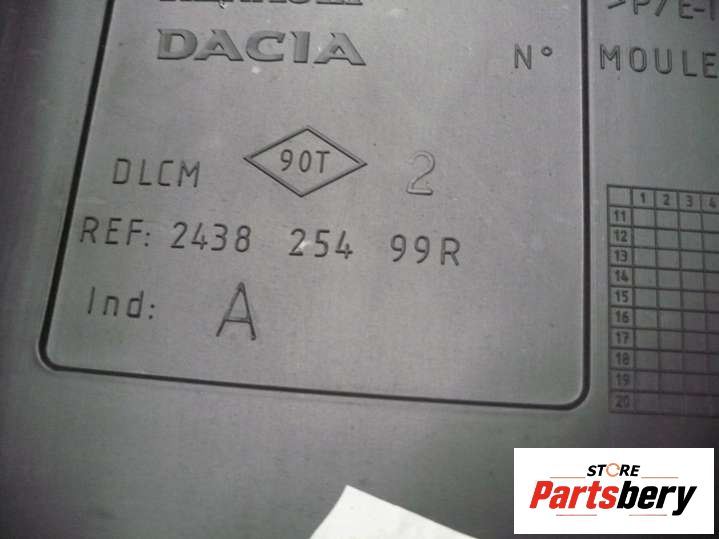 DACIA
N° MOULE
>P/E-
DLCM 90T 2
REF: 2438 254 99R
Ind: A
1 2 3 4
11
12
13
14
15
16
17
18
19
20
STORE
Partsbery